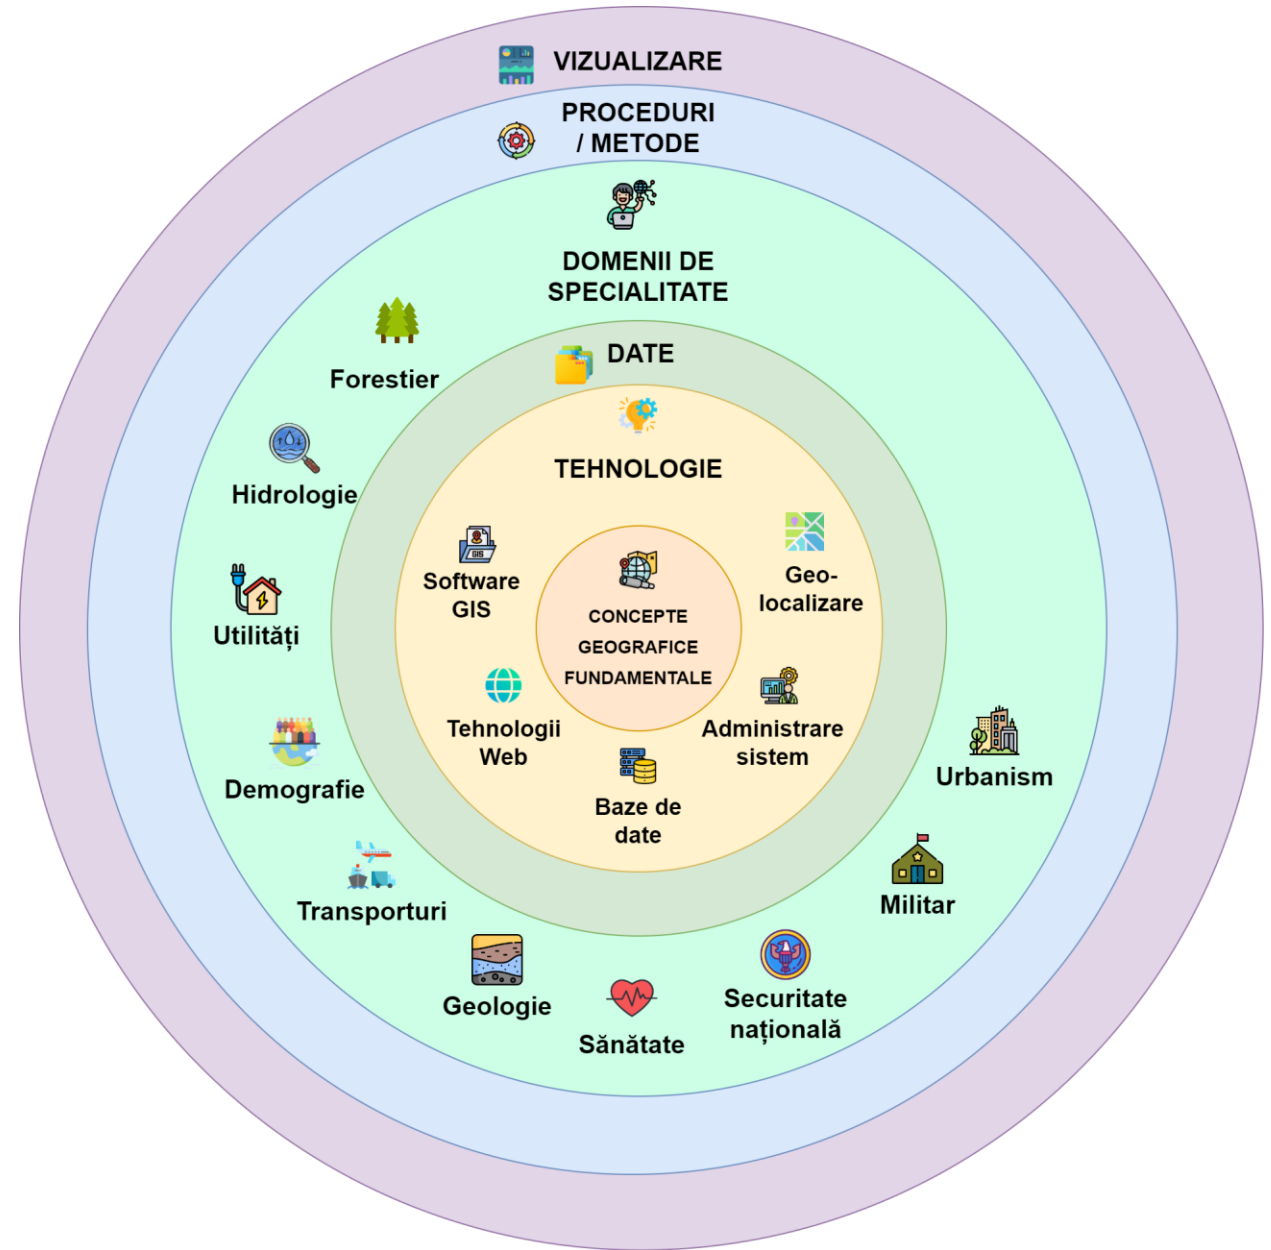 VIZUALIZARE
PROCEDURI
/ METODE
DOMENII DE
SPECIALITATE
Forestier
Hidrologie
Utilități
Demografie
Transporturi
Geologie
Sănătate
Securitate
națională
Militar
Urbanism
DATE
TEHNOLOGIE
GIS
Software
GIS
Tehnologii
Web
Baze de
date
Administrare
sistem
Geo-
localizare
CONCEPTE
GEOGRAFICE
FUNDAMENTALE